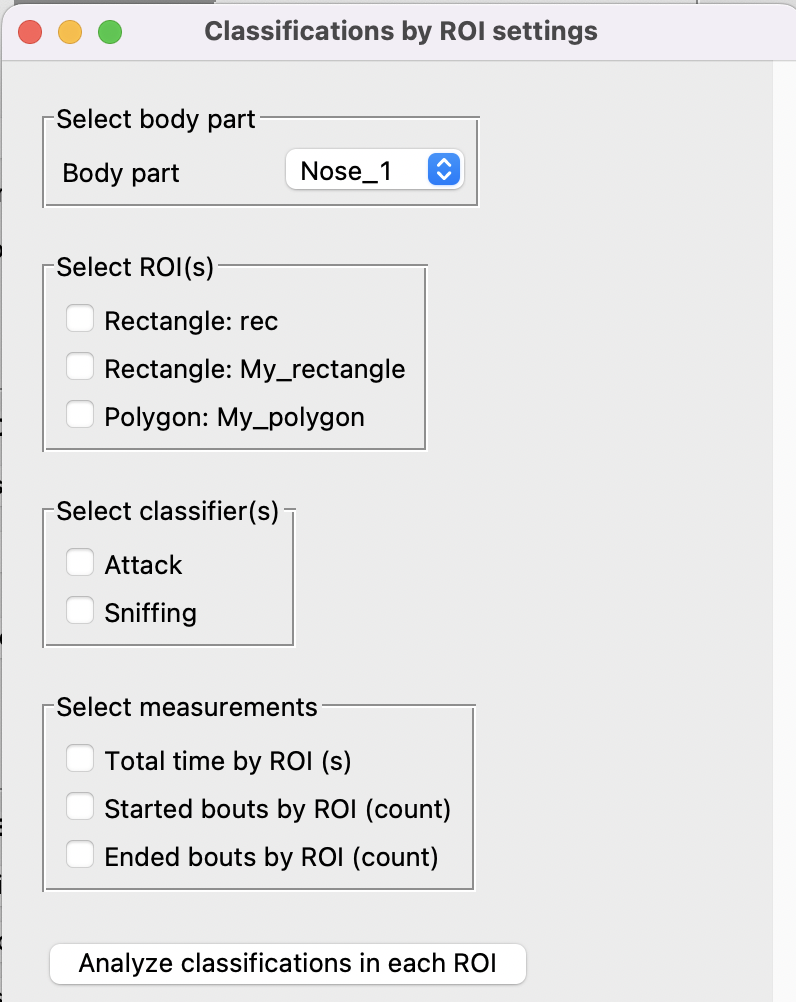 Classifications by ROI settings
Select body part
Body part Nose_1
Select ROI(s)
Rectangle: rec
Rectangle: My_rectangle
Polygon: My_polygon
Select classifier(s)
Attack
Sniffing
Select measurements
Total time by ROI (s)
Started bouts by ROI (count)
Ended bouts by ROI (count)
Analyze classifications in each ROI